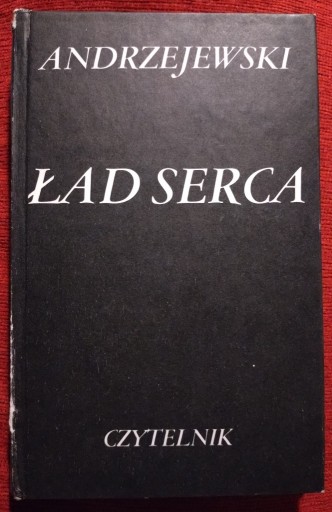 ANDRZEJEWSKI
ŁAD SERCA
CZYTELNIK